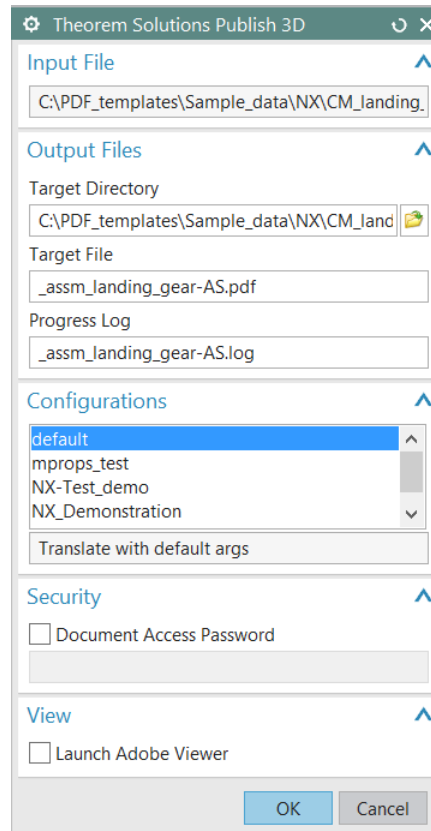 Theorem Solutions Publish 3D
Input File
C:\PDF_templates\Sample_data\NX\CM_landing_
Output Files
Target Directory
C:\PDF_templates\Sample_data\NX\CM_land
Target File
_assm_landing_gear-AS.pdf
Progress Log
_assm_landing_gear-AS.log
Configurations
default
mprops_test
NX-Test_demo
NX_Demonstration
Translate with default args
Security
Document Access Password
View
Launch Adobe Viewer
OK Cancel